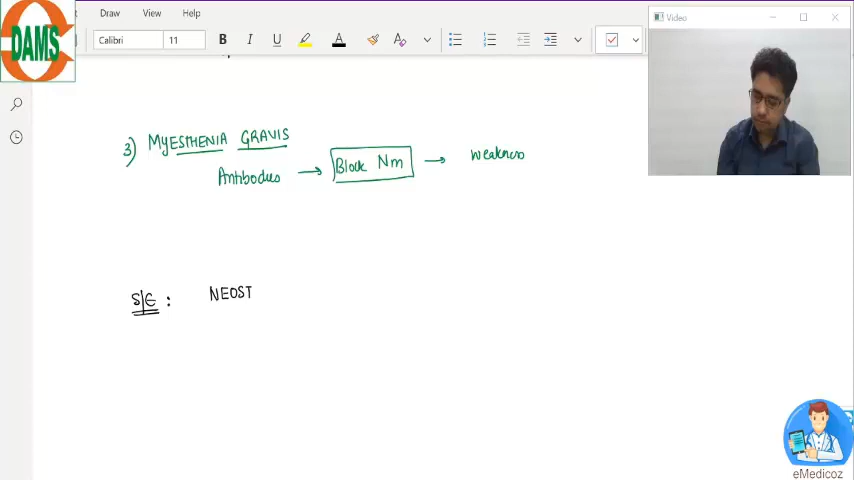 DAMS
Draw View Help
Video
Calibri 11 B I U A A
3) MyESTHENIA GRAVIS
Antibodies → Block Nm → Weakness
S/E : NEOST
eMedicoz